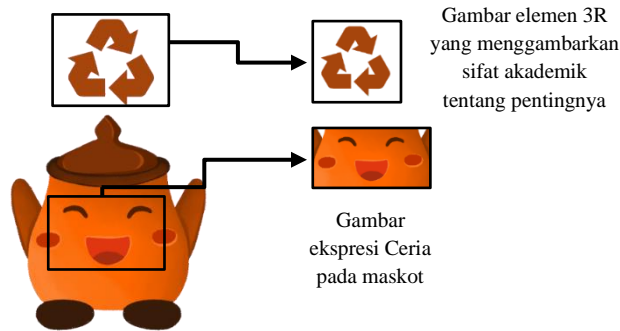 Gambar elemen 3R
yang menggambarkan
sifat akademik
tentang pentingnya
Gambar
ekspresi Ceria
pada maskot